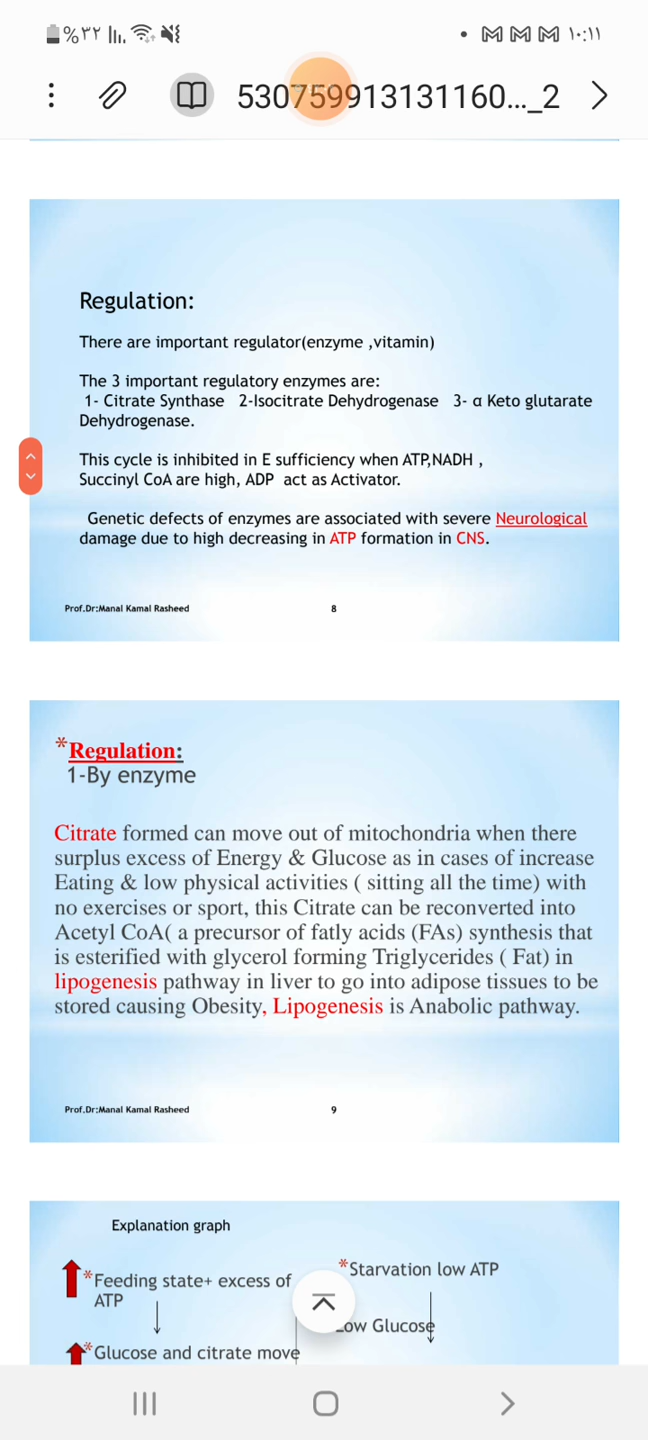 %٣٢ ١٠:١١
530759913131160..._2
Regulation:
There are important regulator(enzyme ,vitamin)
The 3 important regulatory enzymes are:
1- Citrate Synthase 2-Isocitrate Dehydrogenase 3- α Keto glutarate
Dehydrogenase.
This cycle is inhibited in E sufficiency when ATP,NADH ,
Succinyl CoA are high, ADP act as Activator.
Genetic defects of enzymes are associated with severe Neurological
damage due to high decreasing in ATP formation in CNS.
Prof.Dr:Manal Kamal Rasheed 8
*Regulation:
1-By enzyme
Citrate formed can move out of mitochondria when there
surplus excess of Energy & Glucose as in cases of increase
Eating & low physical activities ( sitting all the time) with
no exercises or sport, this Citrate can be reconverted into
Acetyl CoA( a precursor of fatly acids (FAs) synthesis that
is esterified with glycerol forming Triglycerides ( Fat) in
lipogenesis pathway in liver to go into adipose tissues to be
stored causing Obesity, Lipogenesis is Anabolic pathway.
Prof.Dr:Manal Kamal Rasheed 9
Explanation graph
*Feeding state+ excess of
ATP
*Glucose and citrate move
*Starvation low ATP
Low Glucose